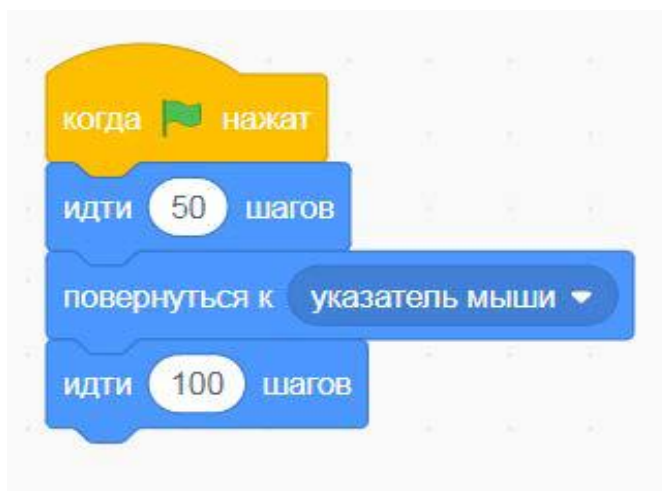 когда нажат
идти 50 шагов
повернуться к указатель мыши
идти 100 шагов